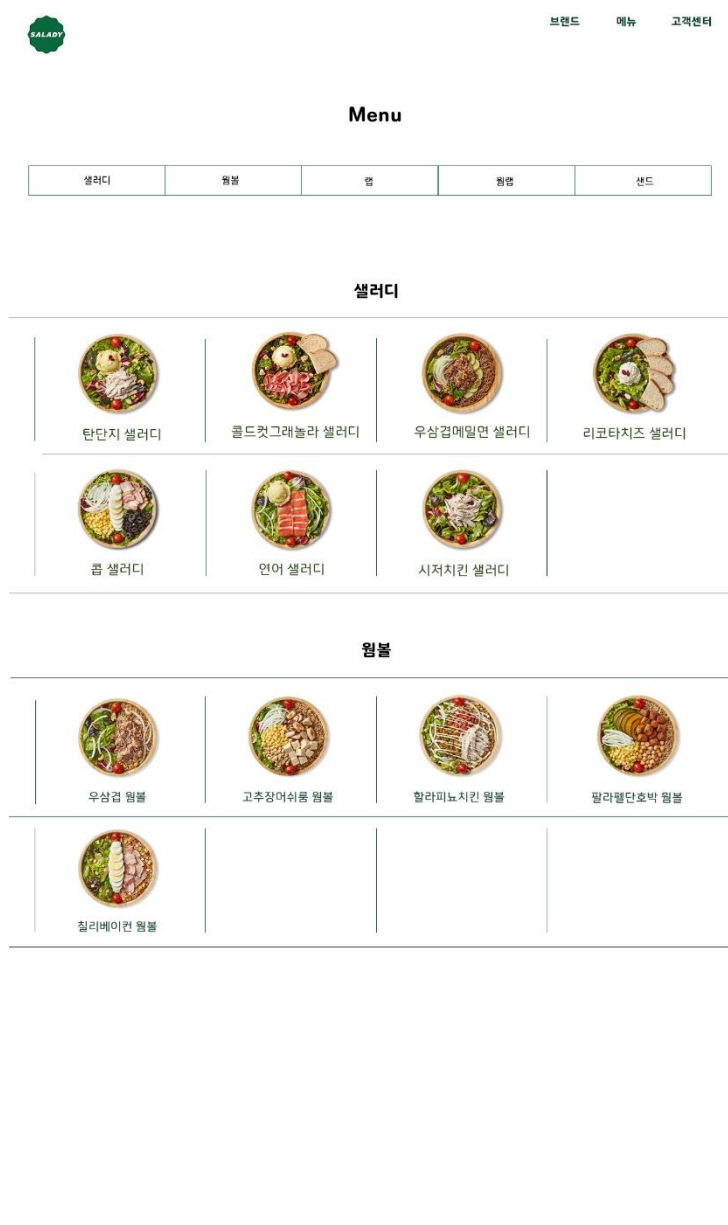 SALADY
브랜드 메뉴 고객센터
Menu
샐러디 웜볼 랩 웜랩 샌드
샐러디
탄단지 샐러디 콜드컷그래놀라 샐러디 우삼겹메밀면 샐러디 리코타치즈 샐러디
콥 샐러디 연어 샐러디 시저치킨 샐러디
웜볼
우삼겹 웜볼 고추장머쉬룸 웜볼 할라피뇨치킨 웜볼 팔라펠단호박 웜볼
칠리베이컨 웜볼